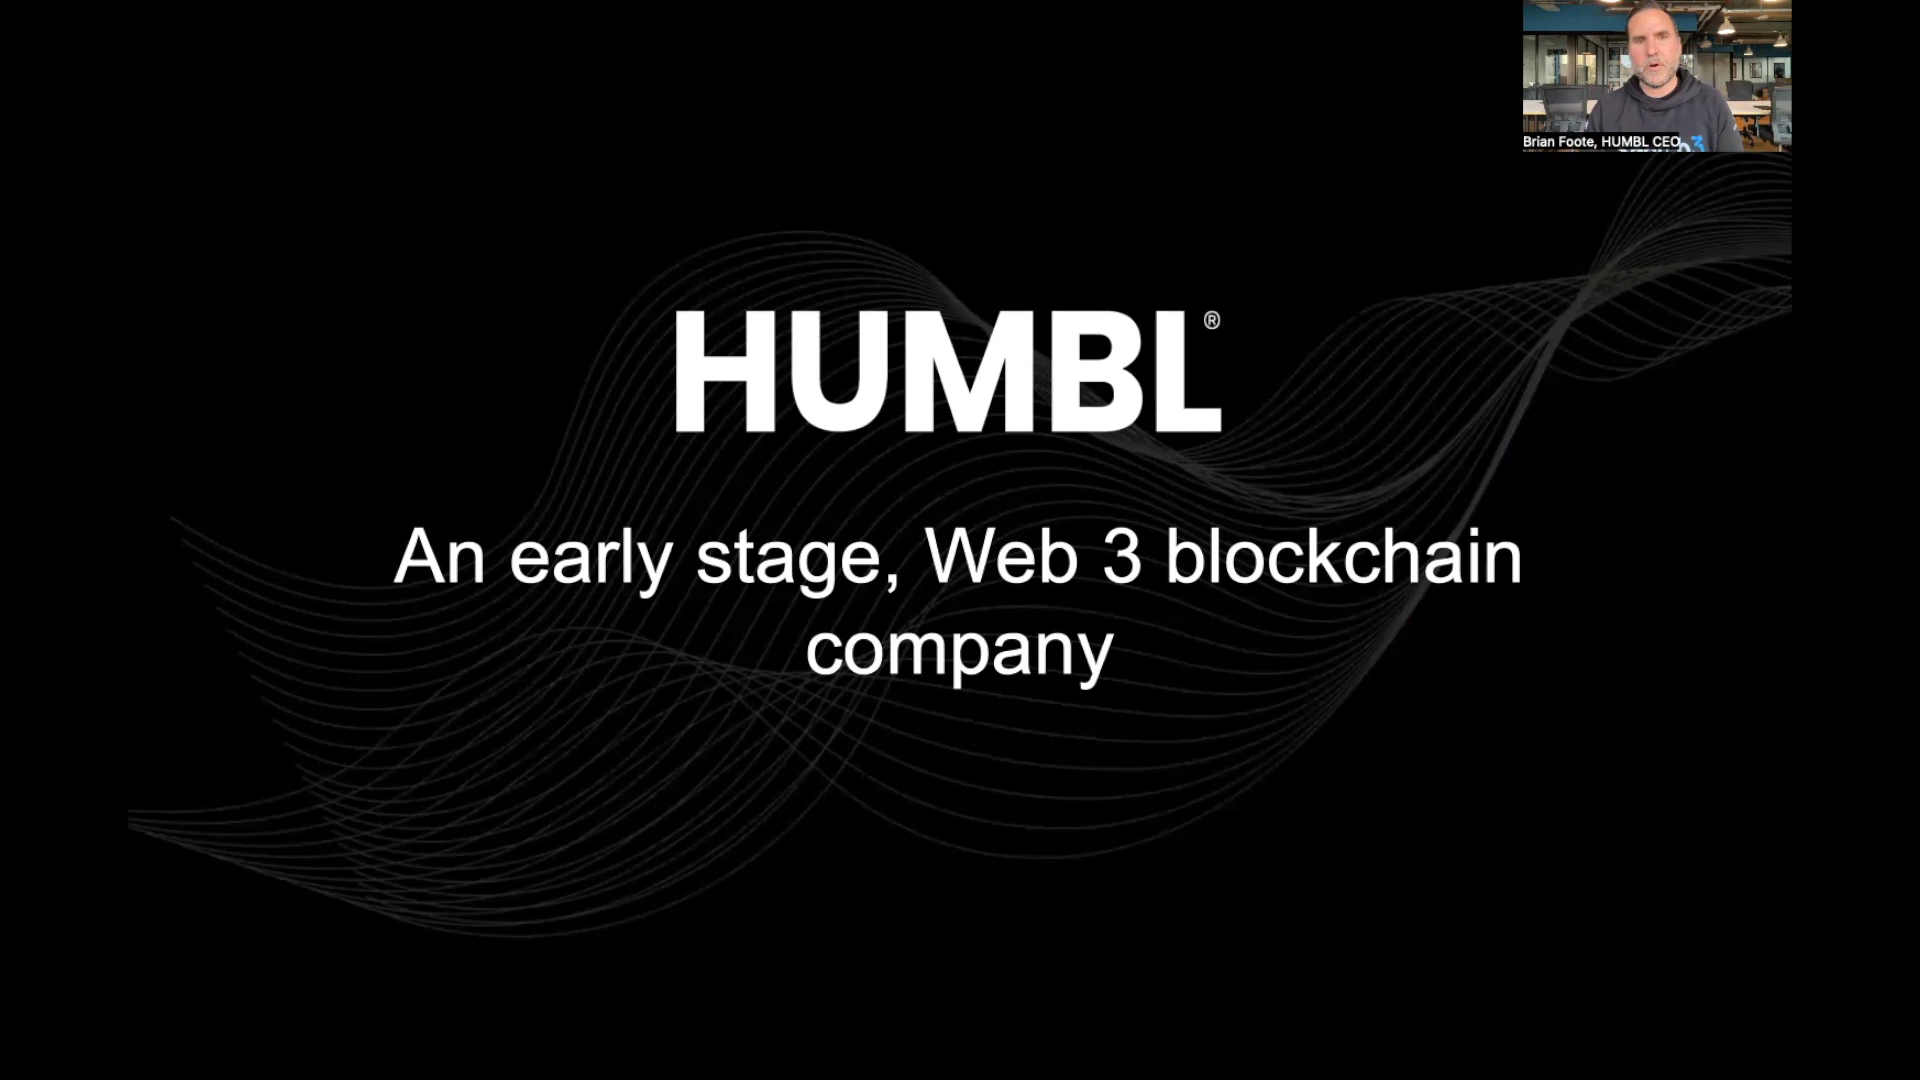 Brian Foote, HUMBL CEO
HUMBL®
An early stage, Web 3 blockchain
company